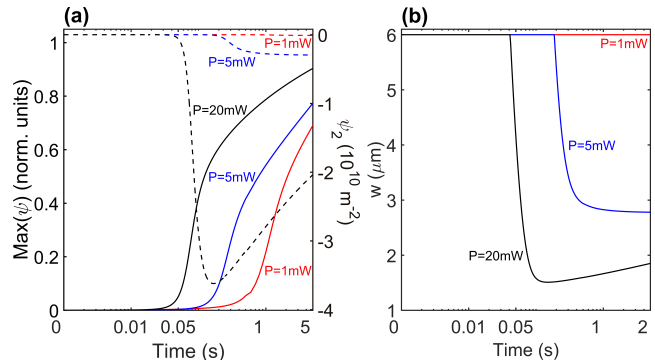 (a)
(b)
Max(ψ) (norm. units)
1
0.8
0.6
0.4
0.2
0
P=1mW
P=5mW
P=20mW
P=5mW
P=1mW
0
-1
-2
-3
-4
ψ₂ (10¹⁰ m⁻²)
0 0.01 0.05 1 5
Time (s)
w (μm)
6
5
4
3
2
1
P=1mW
P=5mW
P=20mW
0 0.01 0.05 1 2
Time (s)